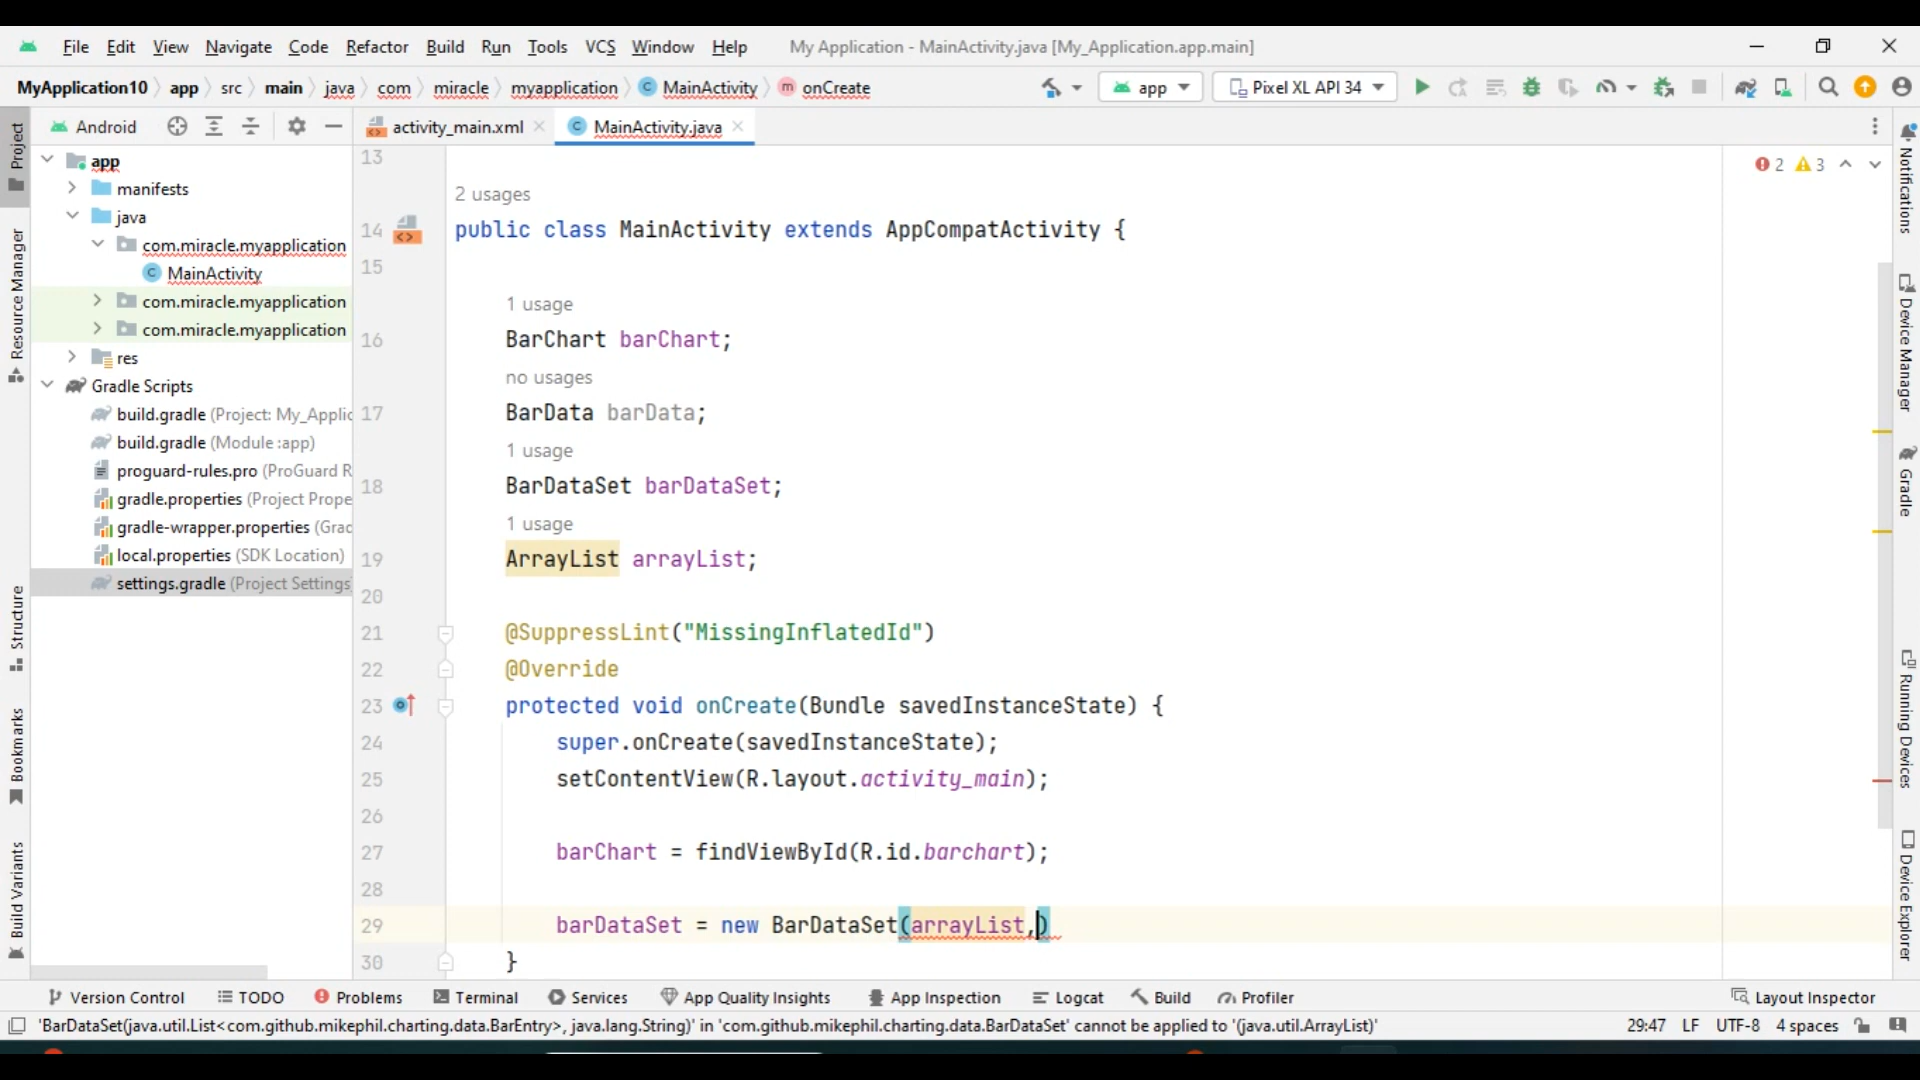 File Edit View Navigate Code Refactor Build Run Tools VCS Window Help My Application - MainActivity.java [My_Application.app.main]
MyApplication10 app src main java com miracle myapplication C MainActivity m onCreate app Pixel XL API 34
Android activity_main.xml C MainActivity.java
Project
Resource Manager
Structure
Bookmarks
Build Variants
app
manifests
java
com.miracle.myapplication
C MainActivity
com.miracle.myapplication
com.miracle.myapplication
res
Gradle Scripts
build.gradle (Project: My_Applic
build.gradle (Module :app)
proguard-rules.pro (ProGuard R
gradle.properties (Project Prope
gradle-wrapper.properties (Grad
local.properties (SDK Location)
settings.gradle (Project Settings
13
2 usages
14 public class MainActivity extends AppCompatActivity {
15
1 usage
16 BarChart barChart;
no usages
17 BarData barData;
1 usage
18 BarDataSet barDataSet;
1 usage
19 ArrayList arrayList;
20
21 @SuppressLint("MissingInflatedId")
22 @Override
23 protected void onCreate(Bundle savedInstanceState) {
24 super.onCreate(savedInstanceState);
25 setContentView(R.layout.activity_main);
26
27 barChart = findViewById(R.id.barchart);
28
29 barDataSet = new BarDataSet(arrayList,)
30 }
2 3
Notifications
Device Manager
Gradle
Running Devices
Device Explorer
Version Control TODO Problems Terminal Services App Quality Insights App Inspection Logcat Build Profiler Layout Inspector
'BarDataSet(java.util.List<com.github.mikephil.charting.data.BarEntry>, java.lang.String)' in 'com.github.mikephil.charting.data.BarDataSet' cannot be applied to '(java.util.ArrayList)' 29:47 LF UTF-8 4 spaces